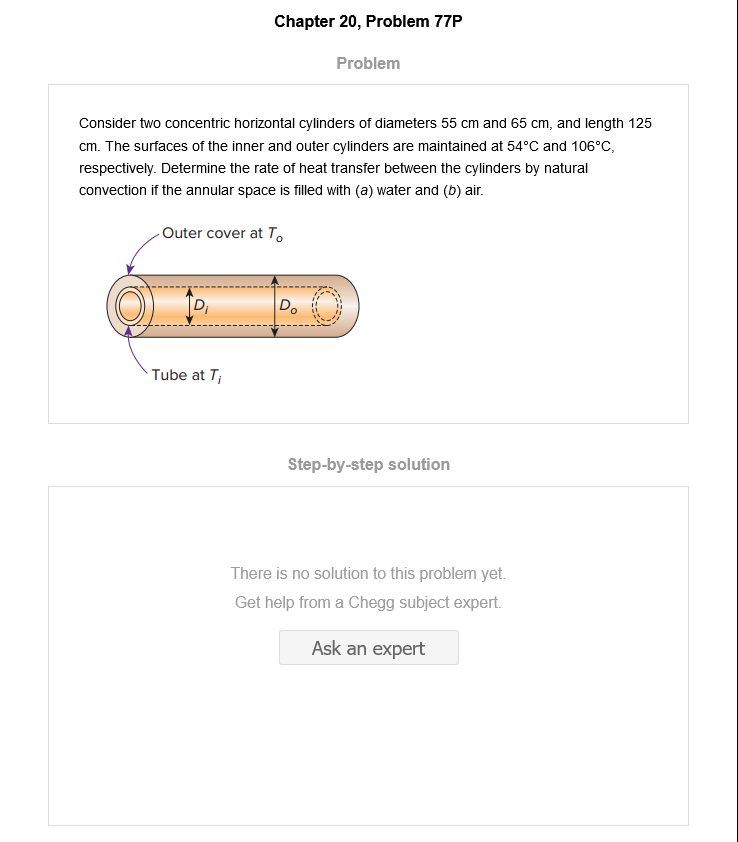 Chapter 20, Problem 77P
Problem
Consider two concentric horizontal cylinders of diameters 55 cm and 65 cm, and length 125
cm. The surfaces of the inner and outer cylinders are maintained at 54°C and 106°C,
respectively. Determine the rate of heat transfer between the cylinders by natural
convection if the annular space is filled with (a) water and (b) air.
Outer cover at Tₒ
Dᵢ Dₒ
Tube at Tᵢ
Step-by-step solution
There is no solution to this problem yet.
Get help from a Chegg subject expert.
Ask an expert